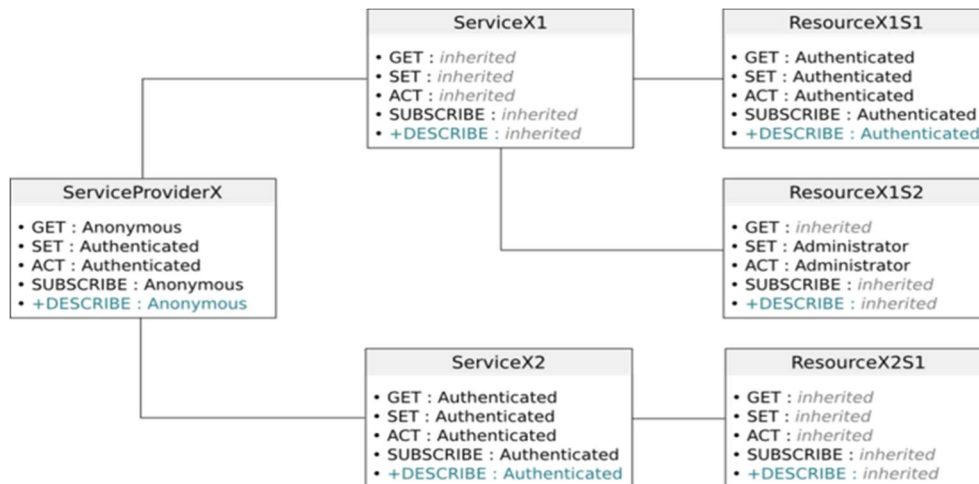 ServiceX1
• GET : inherited
• SET : inherited
• ACT : inherited
• SUBSCRIBE : inherited
• +DESCRIBE : inherited
ResourceX1S1
• GET : Authenticated
• SET : Authenticated
• ACT : Authenticated
• SUBSCRIBE : Authenticated
• +DESCRIBE : Authenticated
ServiceProviderX
• GET : Anonymous
• SET : Authenticated
• ACT : Authenticated
• SUBSCRIBE : Anonymous
• +DESCRIBE : Anonymous
ResourceX1S2
• GET : inherited
• SET : Administrator
• ACT : Administrator
• SUBSCRIBE : inherited
• +DESCRIBE : inherited
ServiceX2
• GET : Authenticated
• SET : Authenticated
• ACT : Authenticated
• SUBSCRIBE : Authenticated
• +DESCRIBE : Authenticated
ResourceX2S1
• GET : inherited
• SET : inherited
• ACT : inherited
• SUBSCRIBE : inherited
• +DESCRIBE : inherited